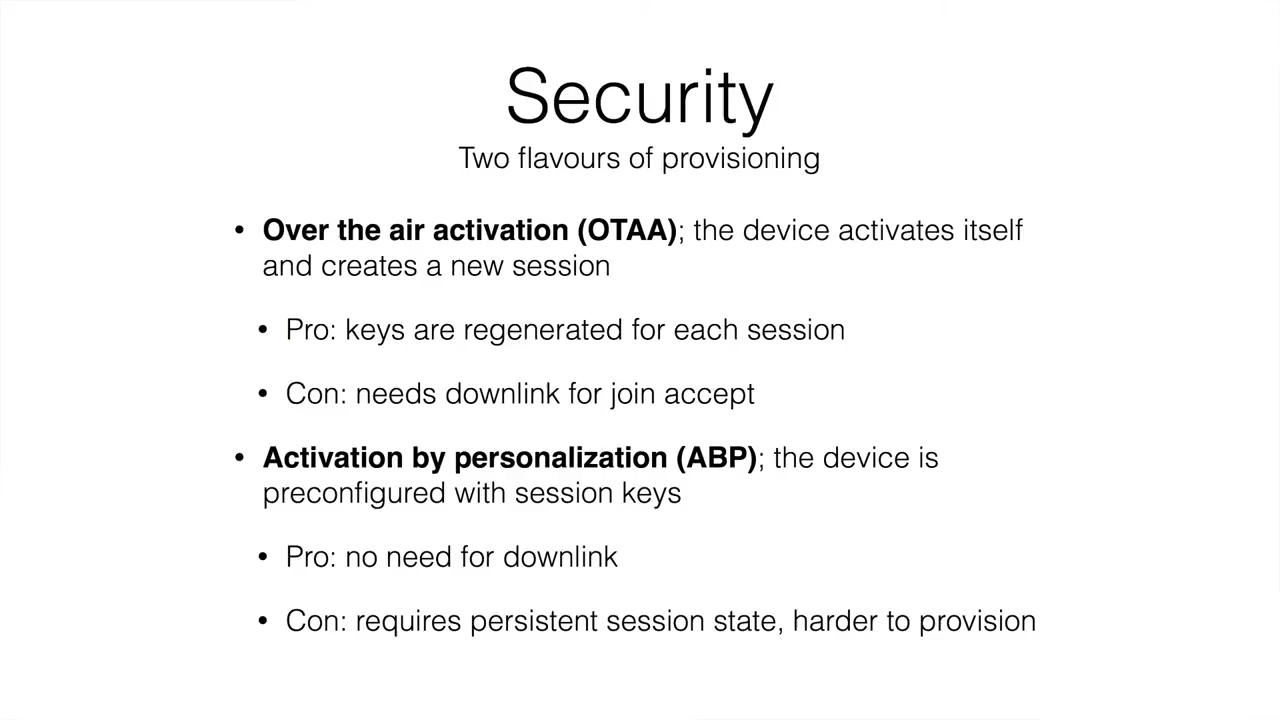 Security
Two flavours of provisioning
• Over the air activation (OTAA); the device activates itself
and creates a new session
• Pro: keys are regenerated for each session
• Con: needs downlink for join accept
• Activation by personalization (ABP); the device is
preconfigured with session keys
• Pro: no need for downlink
• Con: requires persistent session state, harder to provision